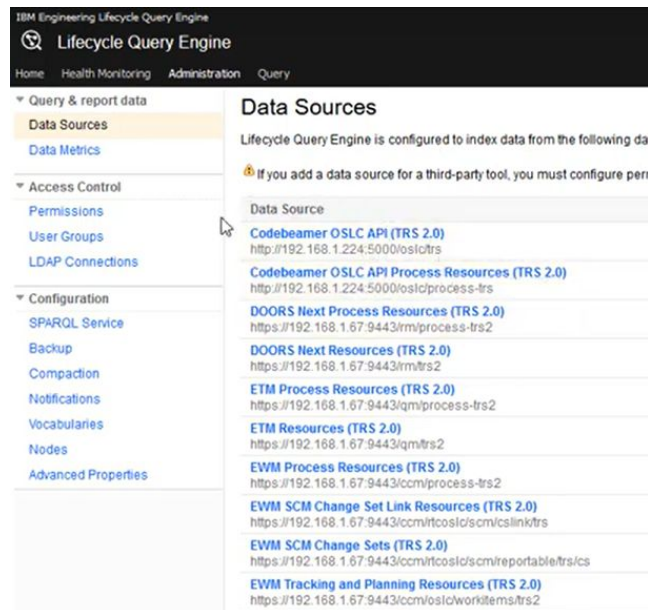 IBM Engineering Lifecycle Query Engine
Lifecycle Query Engine
Home Health Monitoring Administration Query
Query & report data
Data Sources
Data Metrics
Access Control
Permissions
User Groups
LDAP Connections
Configuration
SPARQL Service
Backup
Compaction
Notifications
Vocabularies
Nodes
Advanced Properties
Data Sources
Lifecycle Query Engine is configured to index data from the following da
If you add a data source for a third-party tool, you must configure perm
Data Source
Codebeamer OSLC API (TRS 2.0)
http://192.168.1.224:5000/oslc/trs
Codebeamer OSLC API Process Resources (TRS 2.0)
http://192.168.1.224:5000/oslc/process-trs
DOORS Next Process Resources (TRS 2.0)
https://192.168.1.67:9443/rm/process-trs2
DOORS Next Resources (TRS 2.0)
https://192.168.1.67:9443/rm/trs2
ETM Process Resources (TRS 2.0)
https://192.168.1.67:9443/qm/process-trs2
ETM Resources (TRS 2.0)
https://192.168.1.67:9443/qm/trs2
EWM Process Resources (TRS 2.0)
https://192.168.1.67:9443/ccm/process-trs2
EWM SCM Change Set Link Resources (TRS 2.0)
https://192.168.1.67:9443/ccm/rtcoslc/scm/cslink/trs
EWM SCM Change Sets (TRS 2.0)
https://192.168.1.67:9443/ccm/rtcoslc/scm/reportable/trs/cs
EWM Tracking and Planning Resources (TRS 2.0)
https://192.168.1.67:9443/ccm/oslc/workitems/trs2